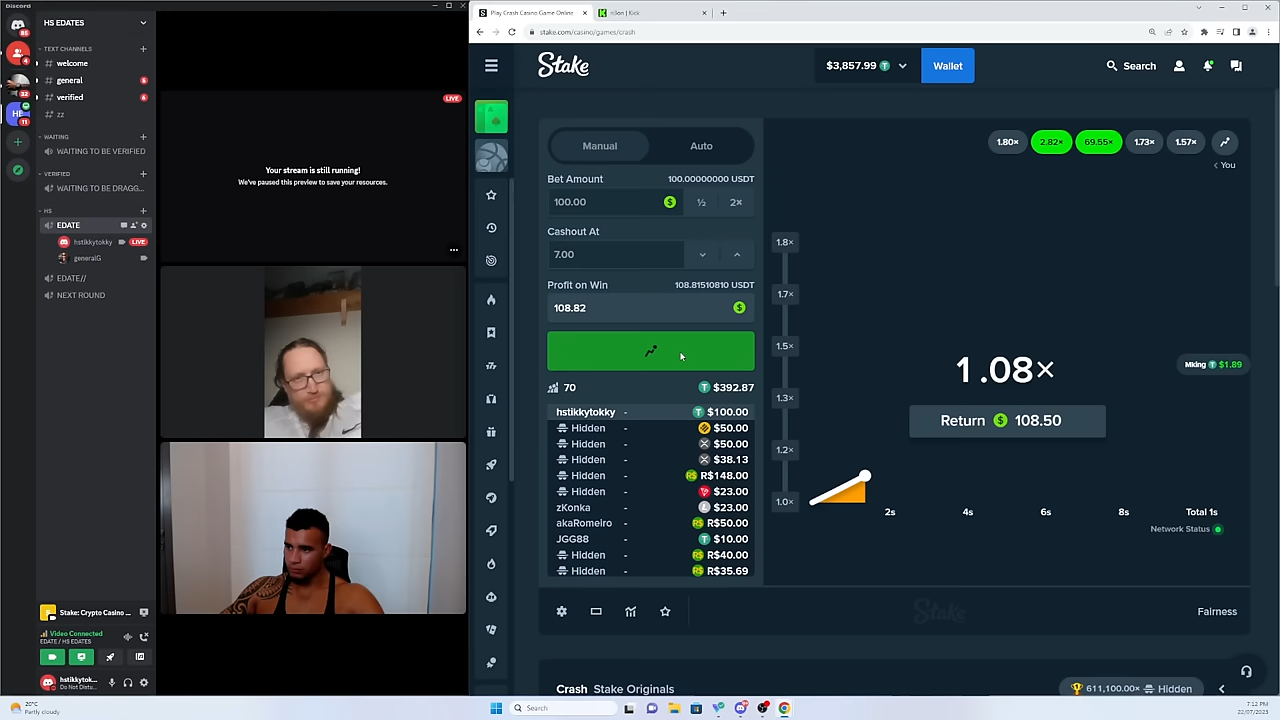 Discord
HS EDATES
TEXT CHANNELS
# welcome
# general
6
# verified
6
# zz
WAITING
WAITING TO BE VERIFIED
VERIFIED
WAITING TO BE DRAGG...
HS
EDATE
hstikkytokky
LIVE
generalG
EDATE//
NEXT ROUND
Stake: Crypto Casino ...
Video Connected
EDATE / HS EDATES
hstikkytok...
Do Not Distu...
LIVE
Your stream is still running!
We've paused this preview to save your resources.
Play Crash Casino Game Online
n3on | Kick
stake.com/casino/games/crash
Stake
$3,857.99
Wallet
Search
Manual
Auto
Bet Amount
100.00000000 USDT
100.00
½
2×
Cashout At
7.00
Profit on Win
108.81510810 USDT
108.82
70
$392.87
hstikkytokky - $100.00
Hidden - $50.00
Hidden - $50.00
Hidden - $38.13
Hidden - R$148.00
Hidden - $23.00
zKonka - $23.00
akaRomeiro - R$50.00
JGG88 - $10.00
Hidden - R$40.00
Hidden - R$35.69
1.80×
2.82×
69.55×
1.73×
1.57×
You
1.8×
1.7×
1.5×
1.3×
1.2×
1.0×
1.08×
Return 108.50
Mking $1.89
2s
4s
6s
8s
Total 1s
Network Status
Stake
Fairness
Crash Stake Originals
611,100.00× Hidden
20°C
Partly cloudy
Search
7:12 PM
22/07/2023